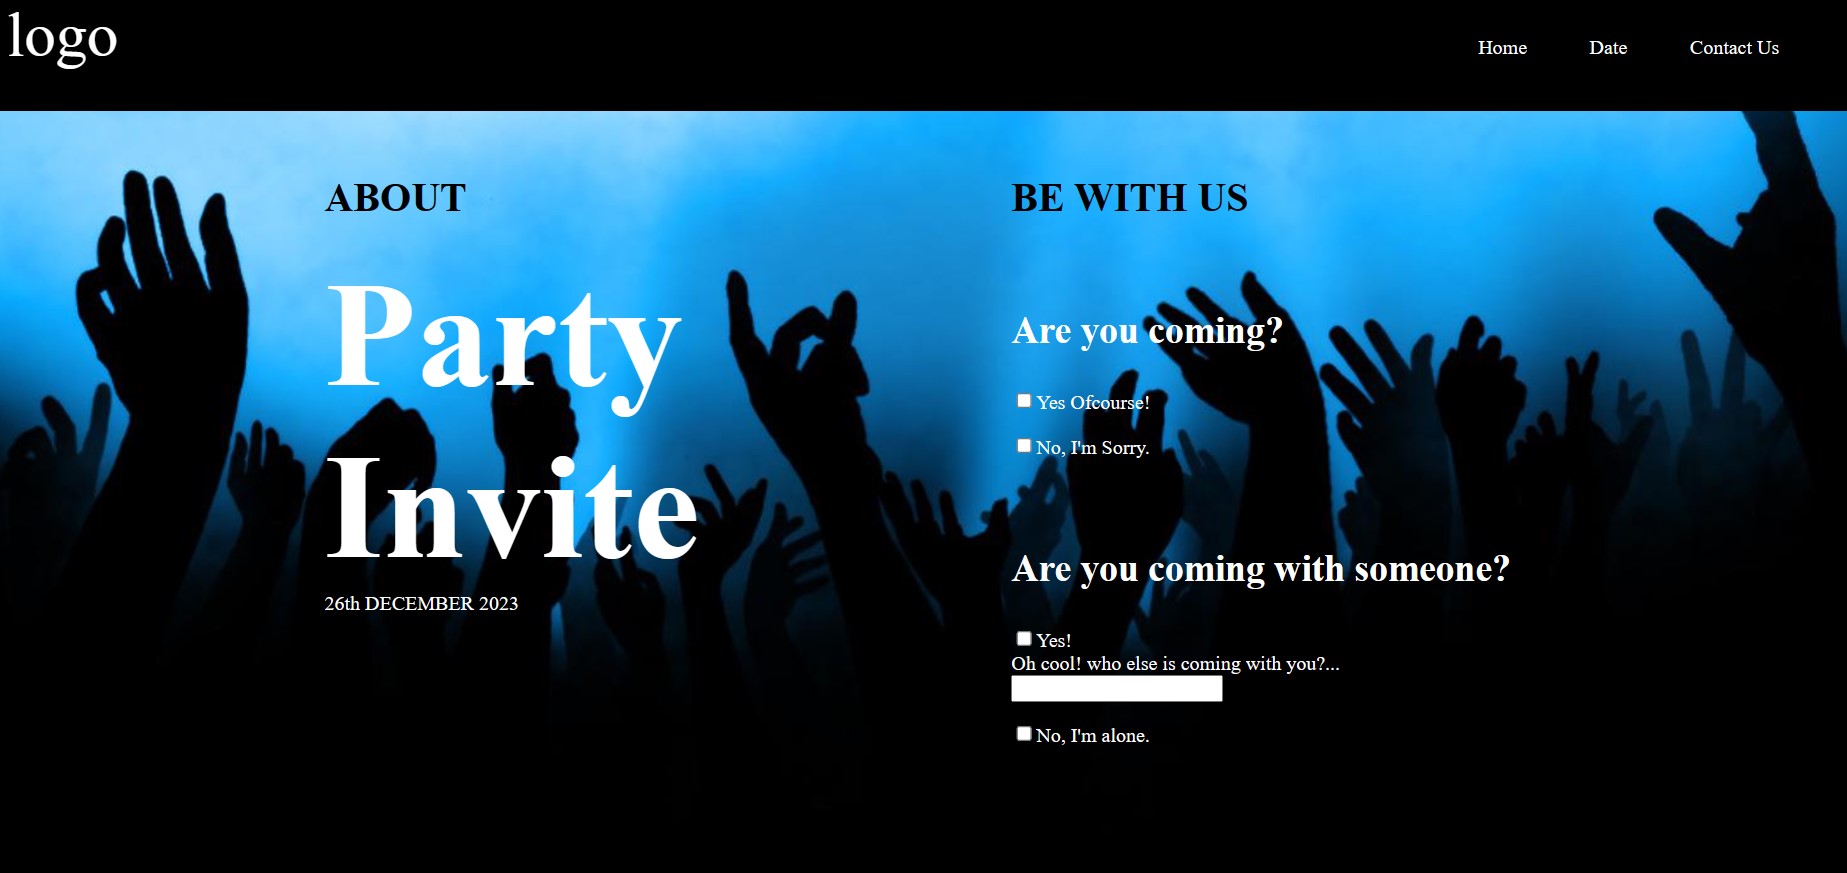 logo
Home
Date
Contact Us
ABOUT
Party
Invite
26th DECEMBER 2023
BE WITH US
Are you coming?
Yes Ofcourse!
No, I'm Sorry.
Are you coming with someone?
Yes!
Oh cool! who else is coming with you?...
No, I'm alone.